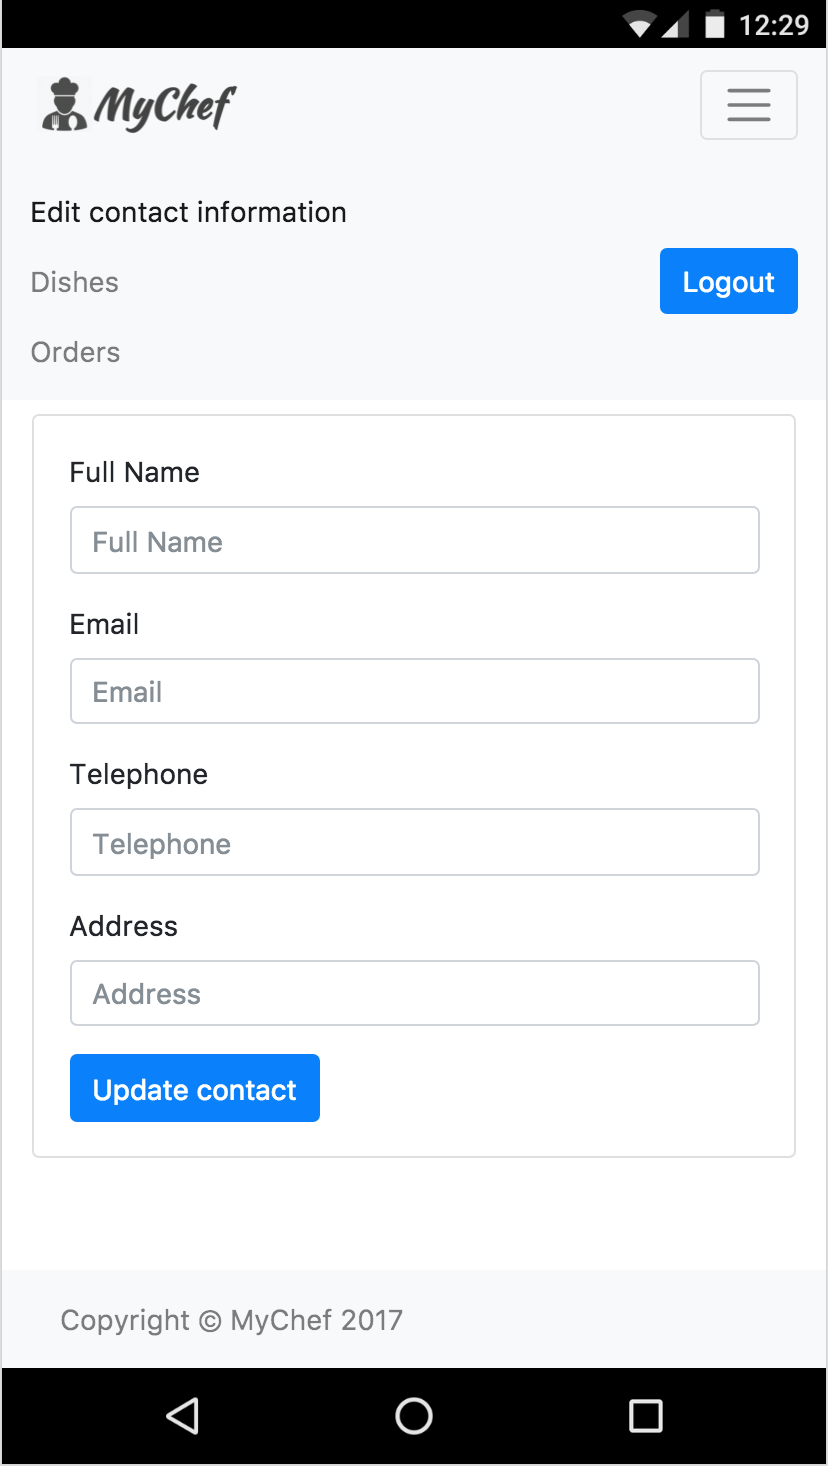 12:29
MyChef
Edit contact information
Dishes
Logout
Orders
Full Name
Full Name
Email
Email
Telephone
Telephone
Address
Address
Update contact
Copyright © MyChef 2017